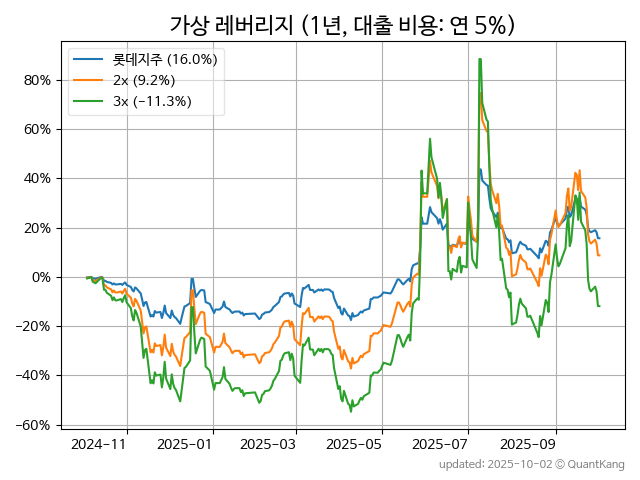 가상 레버리지 (1년, 대출 비용: 연 5%)
롯데지주 (16.0%)
2x (9.2%)
3x (−11.3%)
80%
60%
40%
20%
0%
−20%
−40%
−60%
2024-11
2025-01
2025-03
2025-05
2025-07
2025-09
updated: 2025-10-02 © QuantKang